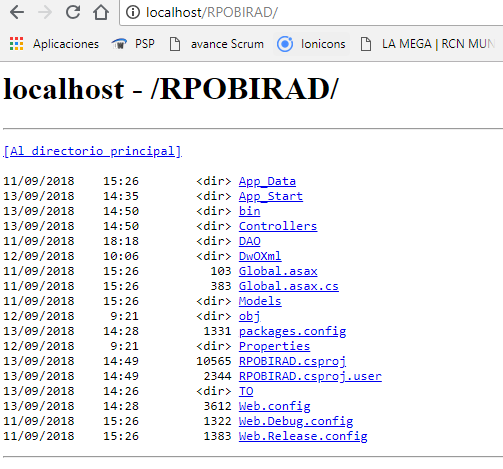 localhost/RPOBIRAD/
Aplicaciones PSP avance Scrum Ionicons LA MEGA | RCN MUN
localhost - /RPOBIRAD/
[Al directorio principal]
11/09/2018 15:26 <dir> App_Data
13/09/2018 14:35 <dir> App_Start
13/09/2018 14:50 <dir> bin
13/09/2018 14:50 <dir> Controllers
11/09/2018 18:18 <dir> DAO
12/09/2018 10:06 <dir> DwOXml
11/09/2018 15:26 103 Global.asax
11/09/2018 15:26 383 Global.asax.cs
11/09/2018 15:26 <dir> Models
12/09/2018 9:21 <dir> obj
13/09/2018 14:28 1331 packages.config
12/09/2018 9:21 <dir> Properties
13/09/2018 14:49 10565 RPOBIRAD.csproj
13/09/2018 14:49 2344 RPOBIRAD.csproj.user
13/09/2018 14:26 <dir> TO
13/09/2018 14:28 3612 Web.config
11/09/2018 15:26 1322 Web.Debug.config
11/09/2018 15:26 1383 Web.Release.config